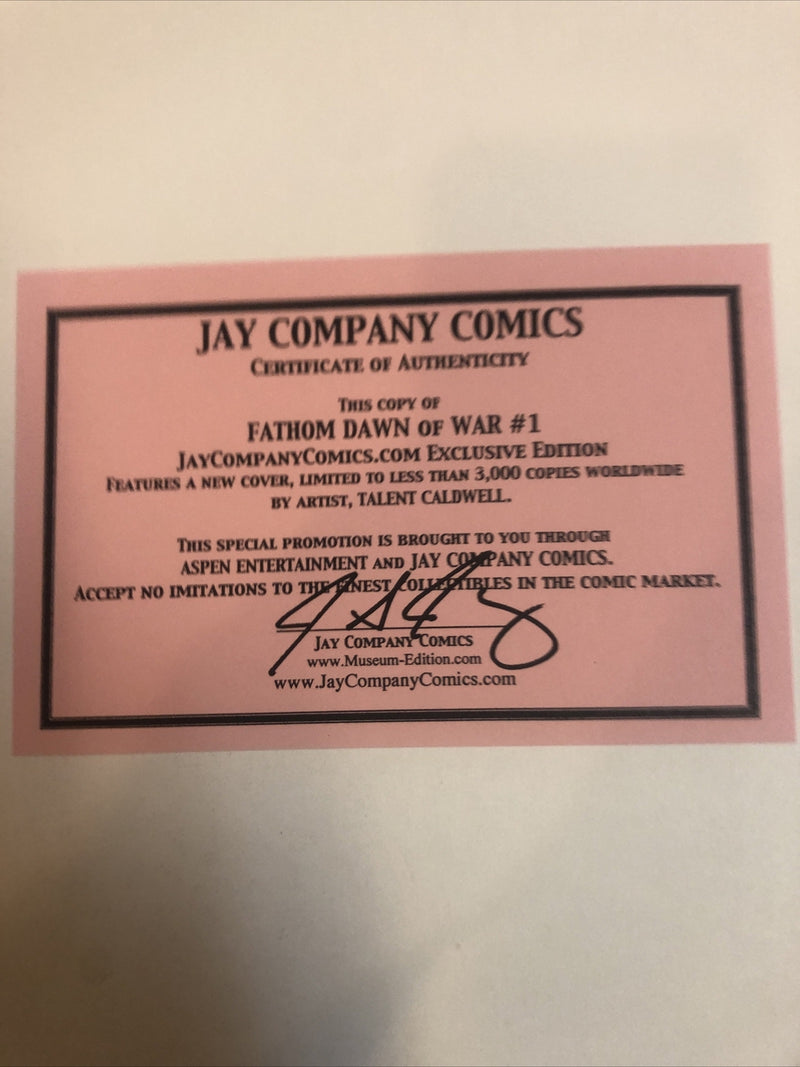 JAY COMPANY COMICS
CERTIFICATE OF AUTHENTICITY
THIS COPY OF
FATHOM DAWN OF WAR #1
JAYCOMPANYCOMICS.COM EXCLUSIVE EDITION
FEATURES A NEW COVER, LIMITED TO LESS THAN 3,000 COPIES WORLDWIDE
BY ARTIST, TALENT CALDWELL.
THIS SPECIAL PROMOTION IS BROUGHT TO YOU THROUGH
ASPEN ENTERTAINMENT AND JAY COMPANY COMICS.
ACCEPT NO IMITATIONS TO THE FINEST COLLECTIBLES IN THE COMIC MARKET.
JAY COMPANY COMICS
www.Museum-Edition.com
www.JayCompanyComics.com